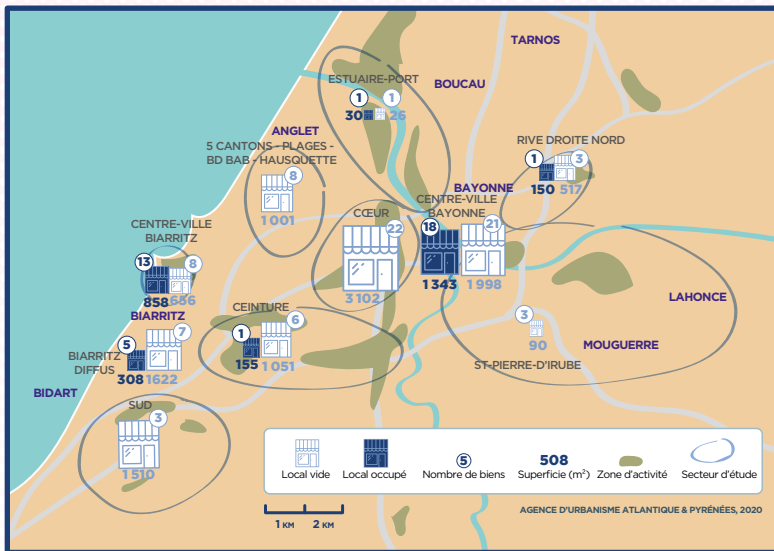 TARNOS
ESTUAIRE-PORT
BOUCAU
1 1
30 26
ANGLET
5 CANTONS - PLAGES -
BD BAB - HAUSQUETTE
8
1 001
RIVE DROITE NORD
1 3
150 517
BAYONNE
CENTRE-VILLE
BAYONNE
18 21
1 343 1 998
CŒUR
22
3 102
CENTRE-VILLE
BIARRITZ
13 8
858 656
BIARRITZ
CEINTURE
1 6
155 1 051
7
5
BIARRITZ
DIFFUS
308 1622
BIDART
SUD
3
1 510
LAHONCE
3
90
MOUGUERRE
ST-PIERRE-D'IRUBE
5 508
Local vide Local occupé Nombre de biens Superficie (m²) Zone d'activité Secteur d'étude
1 KM 2 KM
AGENCE D'URBANISME ATLANTIQUE & PYRÉNÉES, 2020